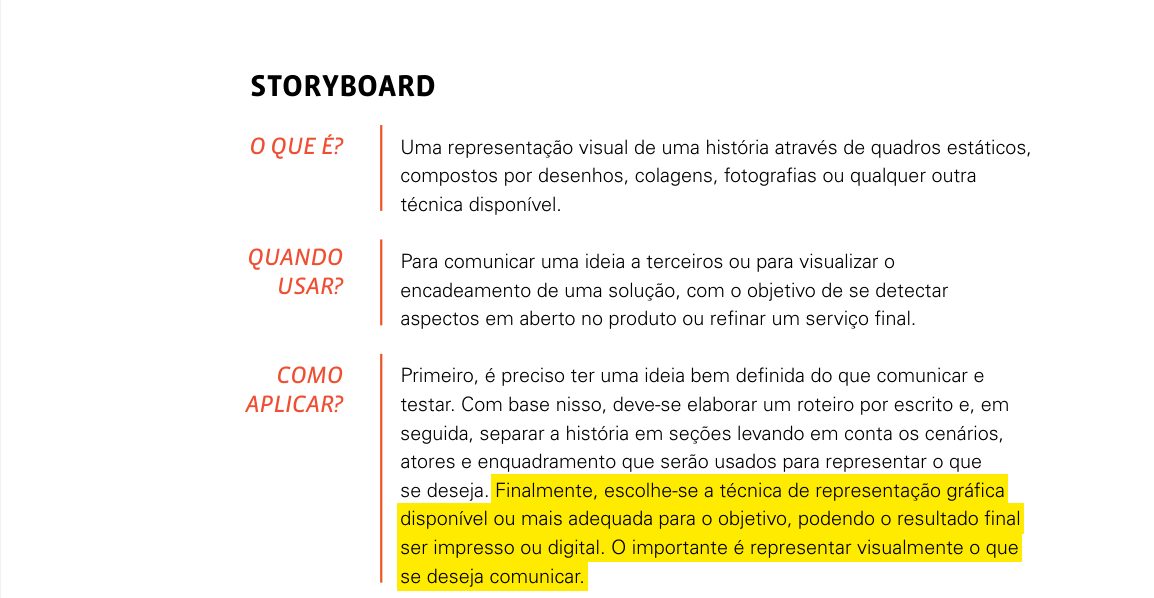 STORYBOARD
O QUE É?
Uma representação visual de uma história através de quadros estáticos,
compostos por desenhos, colagens, fotografias ou qualquer outra
técnica disponível.
QUANDO
USAR?
Para comunicar uma ideia a terceiros ou para visualizar o
encadeamento de uma solução, com o objetivo de se detectar
aspectos em aberto no produto ou refinar um serviço final.
COMO
APLICAR?
Primeiro, é preciso ter uma ideia bem definida do que comunicar e
testar. Com base nisso, deve-se elaborar um roteiro por escrito e, em
seguida, separar a história em seções levando em conta os cenários,
atores e enquadramento que serão usados para representar o que
se deseja. Finalmente, escolhe-se a técnica de representação gráfica
disponível ou mais adequada para o objetivo, podendo o resultado final
ser impresso ou digital. O importante é representar visualmente o que
se deseja comunicar.